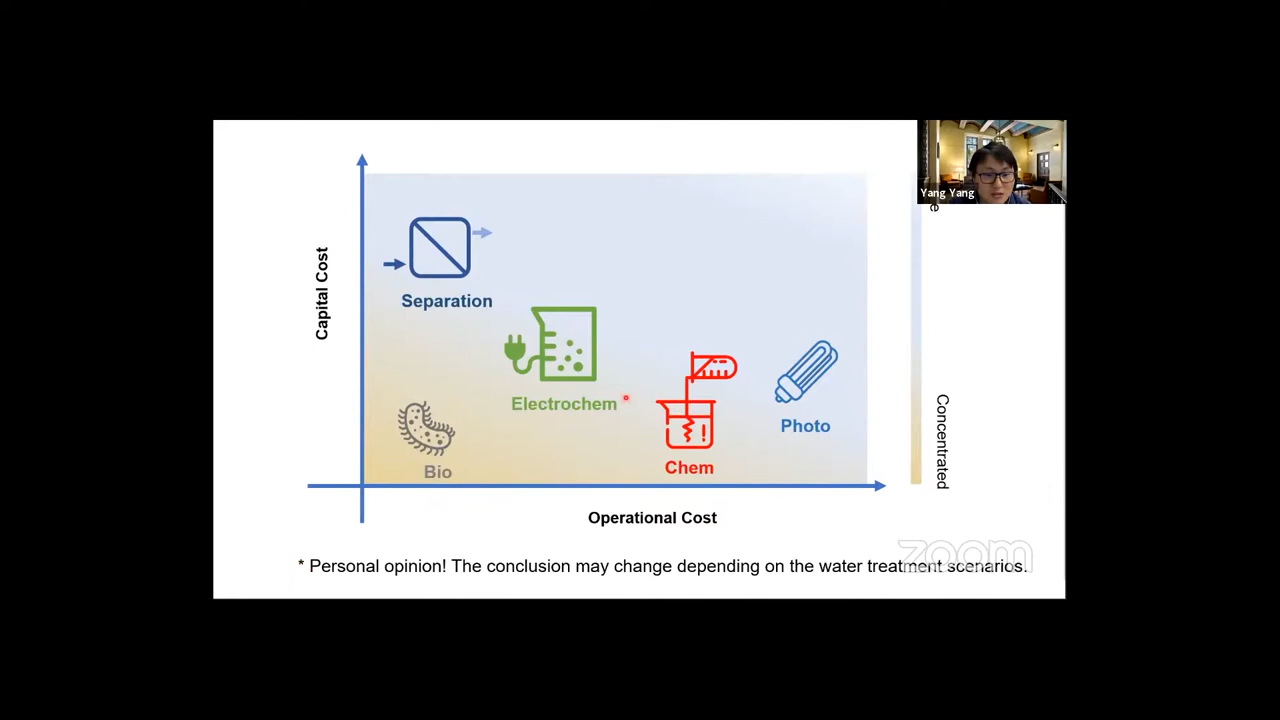 Yang Yang
e
Capital Cost
Separation
Electrochem
Photo
Concentrated
Bio
Chem
Operational Cost
zoom
* Personal opinion! The conclusion may change depending on the water treatment scenarios.